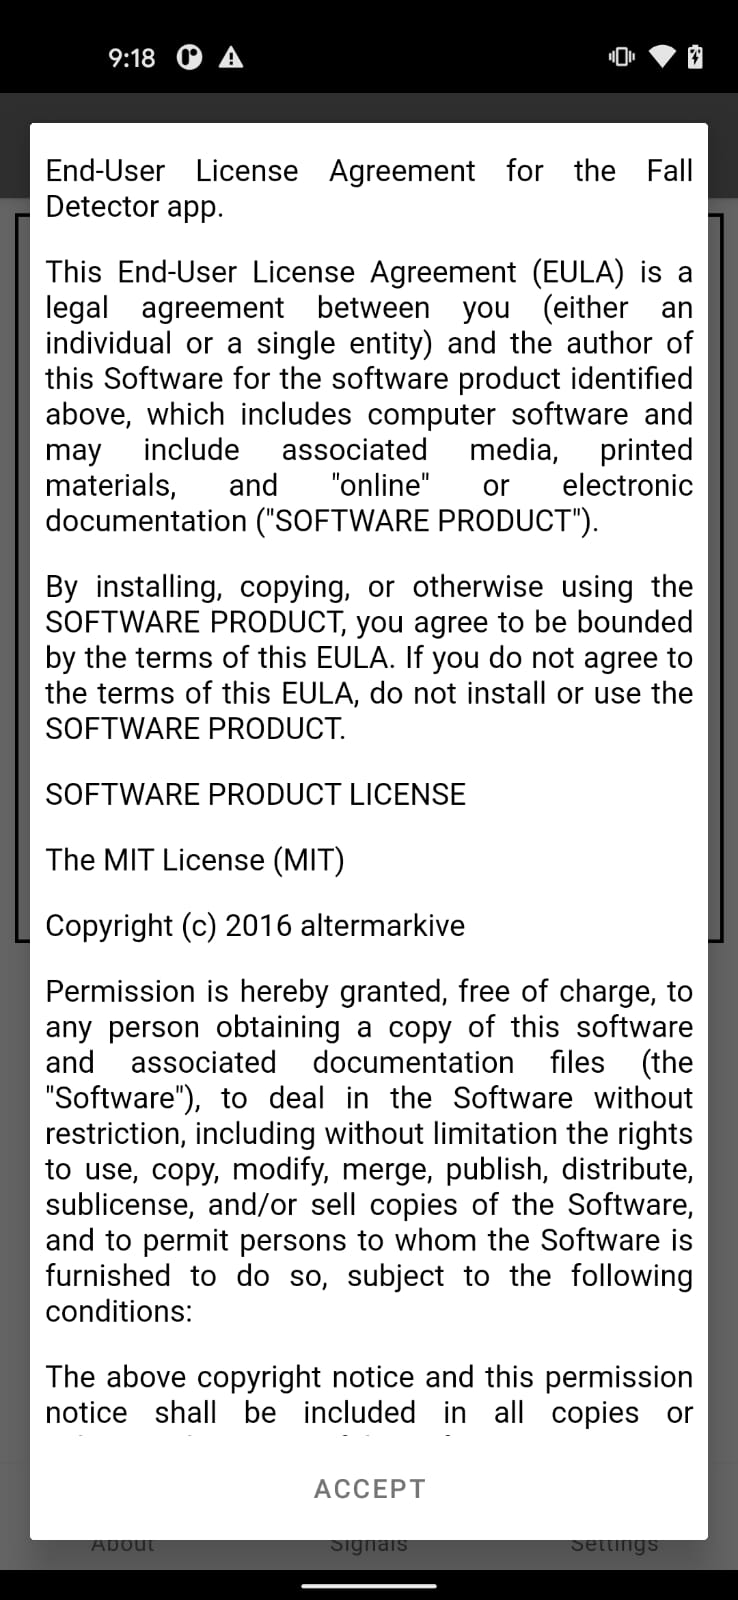 9:18
End-User License Agreement for the Fall
Detector app.
This End-User License Agreement (EULA) is a
legal agreement between you (either an
individual or a single entity) and the author of
this Software for the software product identified
above, which includes computer software and
may include associated media, printed
materials, and "online" or electronic
documentation ("SOFTWARE PRODUCT").
By installing, copying, or otherwise using the
SOFTWARE PRODUCT, you agree to be bounded
by the terms of this EULA. If you do not agree to
the terms of this EULA, do not install or use the
SOFTWARE PRODUCT.
SOFTWARE PRODUCT LICENSE
The MIT License (MIT)
Copyright (c) 2016 altermarkive
Permission is hereby granted, free of charge, to
any person obtaining a copy of this software
and associated documentation files (the
"Software"), to deal in the Software without
restriction, including without limitation the rights
to use, copy, modify, merge, publish, distribute,
sublicense, and/or sell copies of the Software,
and to permit persons to whom the Software is
furnished to do so, subject to the following
conditions:
The above copyright notice and this permission
notice shall be included in all copies or
ACCEPT
About Signals Settings